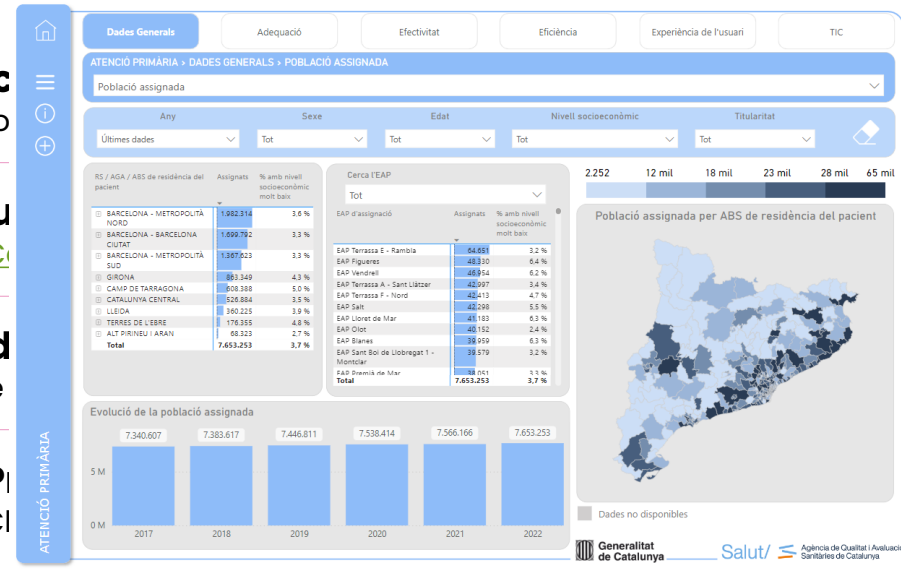 Dades Generals
Adequació
Efectivitat
Eficiència
Experiència de l'usuari
TIC
ATENCIÓ PRIMÀRIA > DADES GENERALS > POBLACIÓ ASSIGNADA
Població assignada
Any
Sexe
Edat
Nivell socioeconòmic
Titularitat
Últimes dades
Tot
Tot
Tot
Tot
RS / AGA / ABS de residència del pacient Assignats % amb nivell socioeconòmic molt baix
BARCELONA - METROPOLITÀ NORD 1.982.314 3,6 %
BARCELONA - BARCELONA CIUTAT 1.699.792 3,3 %
BARCELONA - METROPOLITÀ SUD 1.367.623 3,3 %
GIRONA 863.349 4,3 %
CAMP DE TARRAGONA 608.388 5,0 %
CATALUNYA CENTRAL 526.884 3,5 %
LLEIDA 360.225 3,9 %
TERRES DE L'EBRE 176.355 4,8 %
ALT PIRINEU I ARAN 68.323 2,7 %
Total 7.653.253 3,7 %
Cerca l'EAP
Tot
EAP d'assignació Assignats % amb nivell socioeconòmic molt baix
EAP Terrassa E - Rambla 64.651 3,2 %
EAP Figueres 48.330 6,4 %
EAP Vendrell 46.954 6,2 %
EAP Terrassa A - Sant Llàtzer 42.997 3,4 %
EAP Terrassa F - Nord 42.413 4,7 %
EAP Salt 42.298 5,5 %
EAP Lloret de Mar 41.183 6,3 %
EAP Olot 40.152 2,4 %
EAP Blanes 39.959 6,3 %
EAP Sant Boi de Llobregat 1 - Montclar 39.579 3,2 %
EAP Premià de Mar 38.051 3,3 %
Total 7.653.253 3,7 %
2.252 12 mil 18 mil 23 mil 28 mil 65 mil
Població assignada per ABS de residència del pacient
Dades no disponibles
Evolució de la població assignada
7.340.607 7.383.617 7.446.811 7.538.414 7.566.166 7.653.253
5 M
0 M
2017 2018 2019 2020 2021 2022
ATENCIÓ PRIMÀRIA
Generalitat
de Catalunya
Salut/
Agència de Qualitat i Avaluació
Sanitàries de Catalunya